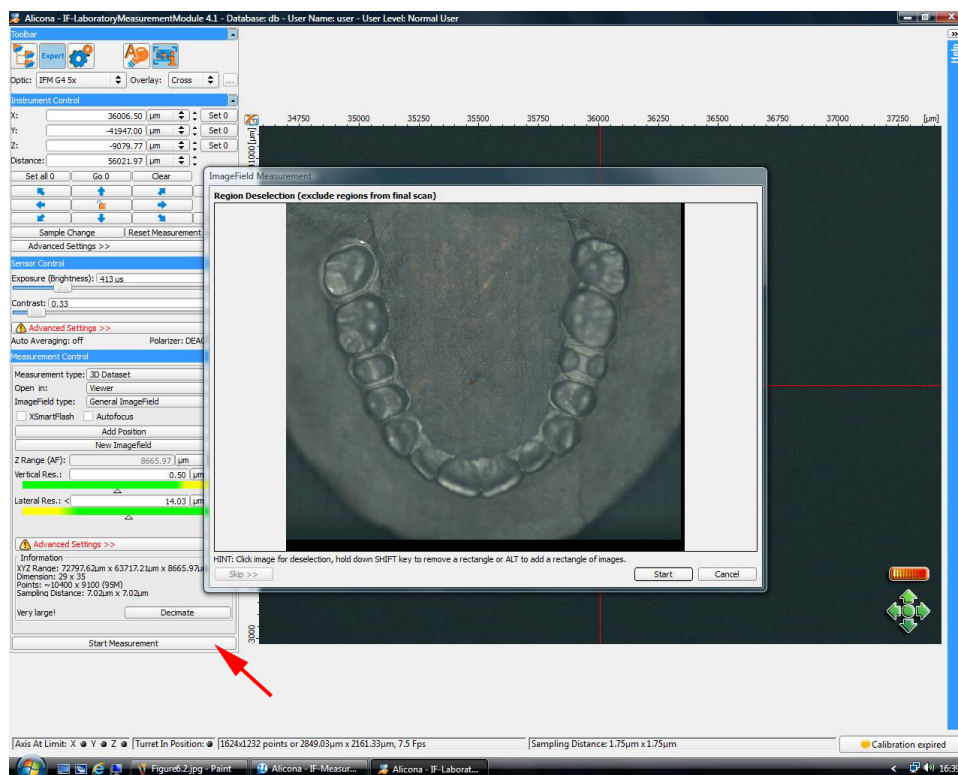 Alicona - IF-LaboratoryMeasurementModule 4.1 - Database: db - User Name: user - User Level: Normal User
Toolbar
Expert
Optic: IFM G4 5x Overlay: Cross ...
Instrument Control
X: 36006.50 µm Set 0
Y: -41947.00 µm Set 0
Z: -9079.77 µm Set 0
Distance: 56021.97 µm
Set all 0 Go 0 Clear
Sample Change Reset Measurement
Advanced Settings >>
Sensor Control
Exposure (Brightness): 413 us
Contrast: 0.33
Advanced Settings >>
Auto Averaging: off Polarizer: DEAC
Measurement Control
Measurement type: 3D Dataset
Open in: Viewer
ImageField type: General ImageField
XSmartFlash Autofocus
Add Position
New Imagefield
Z Range (AF): 8665.97 µm
Vertical Res.: 0.50 µm
Lateral Res.: < 14.03 µm
Advanced Settings >>
Information
XYZ Range: 72797.62µm x 63717.21µm x 8665.97µm
Dimension: 29 x 35
Points: ~10400 x 9100 (95M)
Sampling Distance: 7.02µm x 7.02µm
Very large! Decimate
Start Measurement
34750 35000 35250 35500 35750 36000 36250 36500 36750 37000 37250 [µm]
[µm]
3000
Help
ImageField Measurement
Region Deselection (exclude regions from final scan)
HINT: Click image for deselection, hold down SHIFT key to remove a rectangle or ALT to add a rectangle of images.
Skip >> Start Cancel
Axis At Limit: X Y Z Turret In Position: 1624x1232 points or 2849.03µm x 2161.33µm, 7.5 Fps Sampling Distance: 1.75µm x 1.75µm Calibration expired
Figure6.2.jpg - Paint Alicona - IF-Measur... Alicona - IF-Laborat... 16:39